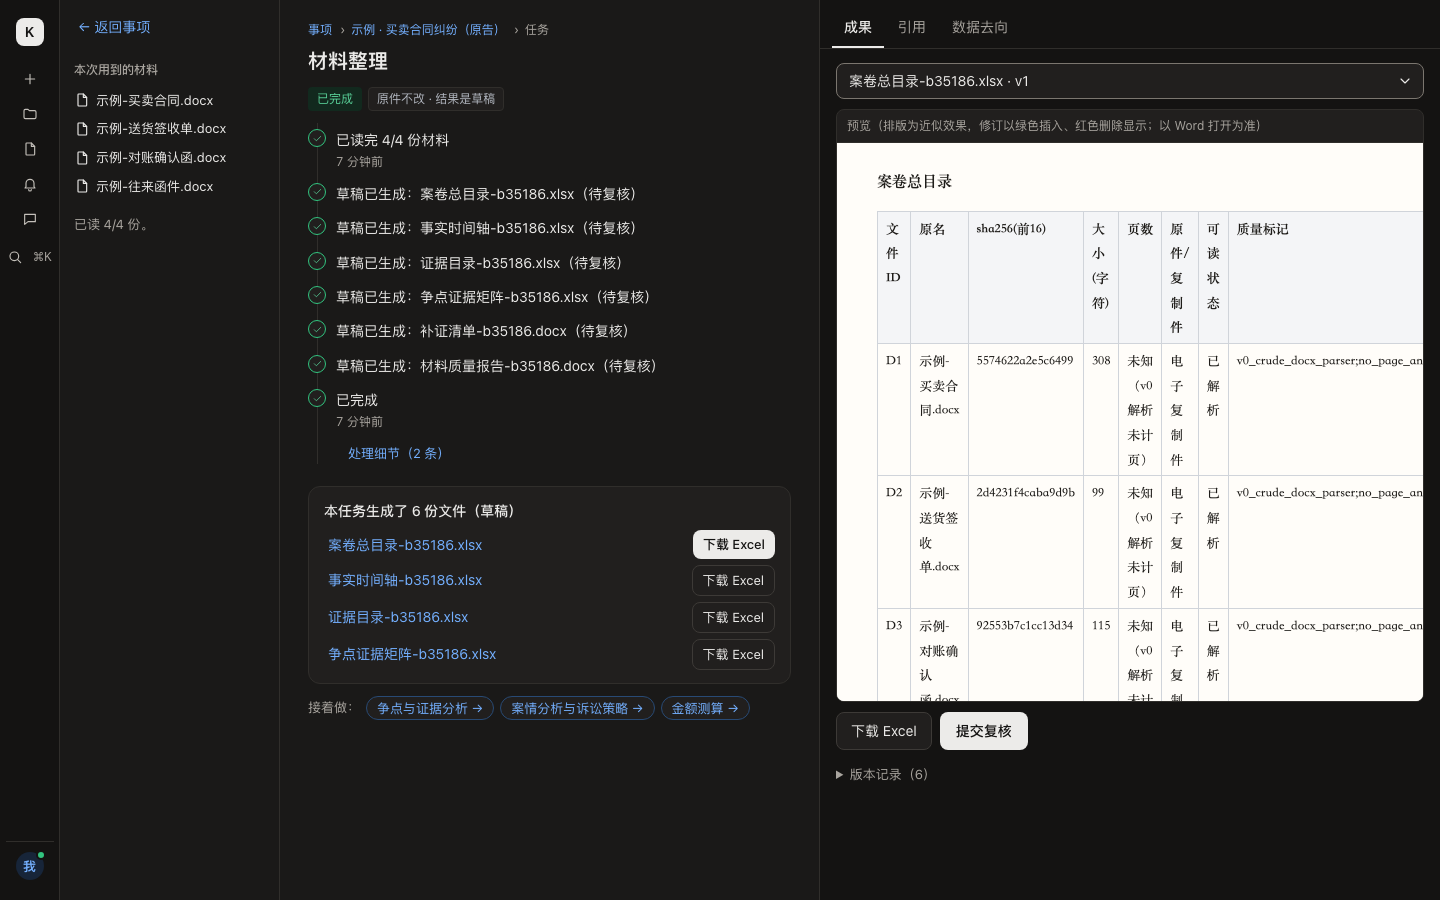 K
⌘K
我
← 返回事项
本次用到的材料
示例-买卖合同.docx
示例-送货签收单.docx
示例-对账确认函.docx
示例-往来函件.docx
已读 4/4 份。
事项 › 示例 · 买卖合同纠纷（原告） › 任务
材料整理
已完成
原件不改 · 结果是草稿
已读完 4/4 份材料
7 分钟前
草稿已生成：案卷总目录-b35186.xlsx（待复核）
草稿已生成：事实时间轴-b35186.xlsx（待复核）
草稿已生成：证据目录-b35186.xlsx（待复核）
草稿已生成：争点证据矩阵-b35186.xlsx（待复核）
草稿已生成：补证清单-b35186.docx（待复核）
草稿已生成：材料质量报告-b35186.docx（待复核）
已完成
7 分钟前
处理细节（2 条）
本任务生成了 6 份文件（草稿）
案卷总目录-b35186.xlsx 下载 Excel
事实时间轴-b35186.xlsx 下载 Excel
证据目录-b35186.xlsx 下载 Excel
争点证据矩阵-b35186.xlsx 下载 Excel
接着做： 争点与证据分析 → 案情分析与诉讼策略 → 金额测算 →
成果 引用 数据去向
案卷总目录-b35186.xlsx · v1
预览（排版为近似效果，修订以绿色插入、红色删除显示；以 Word 打开为准）
案卷总目录
文件ID 原名 sha256(前16) 大小(字符) 页数 原件/复制件 可读状态 质量标记
D1 示例-买卖合同.docx 5574622a2e5c6499 308 未知（v0解析未计页） 电子复制件 已解析 v0_crude_docx_parser;no_page_an
D2 示例-送货签收单.docx 2d4231f4caba9d9b 99 未知（v0解析未计页） 电子复制件 已解析 v0_crude_docx_parser;no_page_an
D3 示例-对账确认函.docx 92553b7c1cc13d34 115 未知（v0解析未计 电子复制 已解析 v0_crude_docx_parser;no_page_an
下载 Excel
提交复核
▶ 版本记录（6）